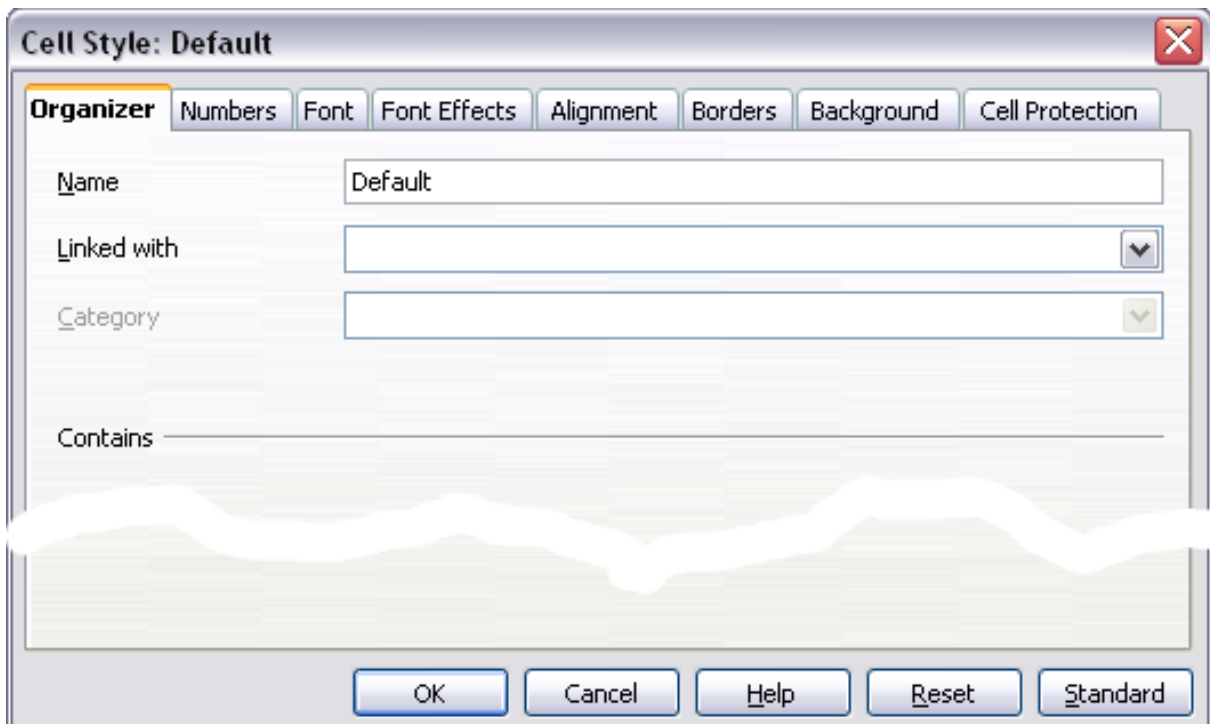 Cell Style: Default
Organizer Numbers Font Font Effects Alignment Borders Background Cell Protection
Name Default
Linked with
Category
Contains
OK Cancel Help Reset Standard